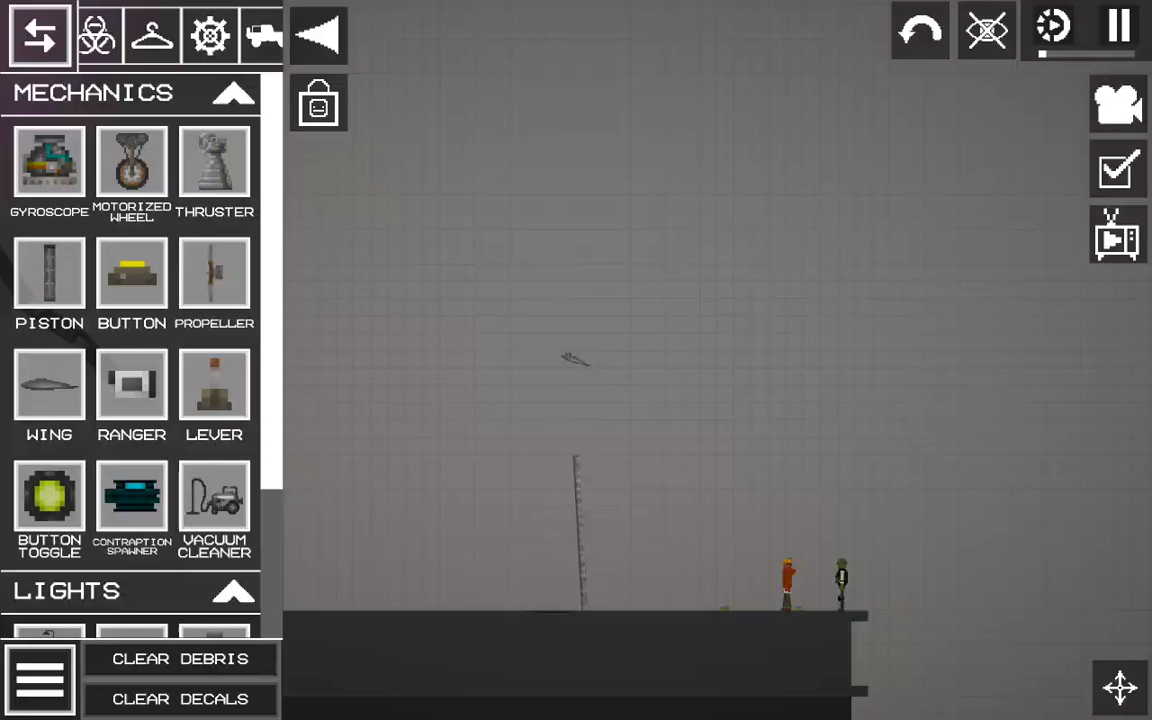 MECHANICS
GYROSCOPE
MOTORIZED
WHEEL
THRUSTER
PISTON
BUTTON
PROPELLER
WING
RANGER
LEVER
BUTTON
TOGGLE
CONTRAPTION
SPAWNER
VACUUM
CLEANER
LIGHTS
CLEAR DEBRIS
CLEAR DECALS